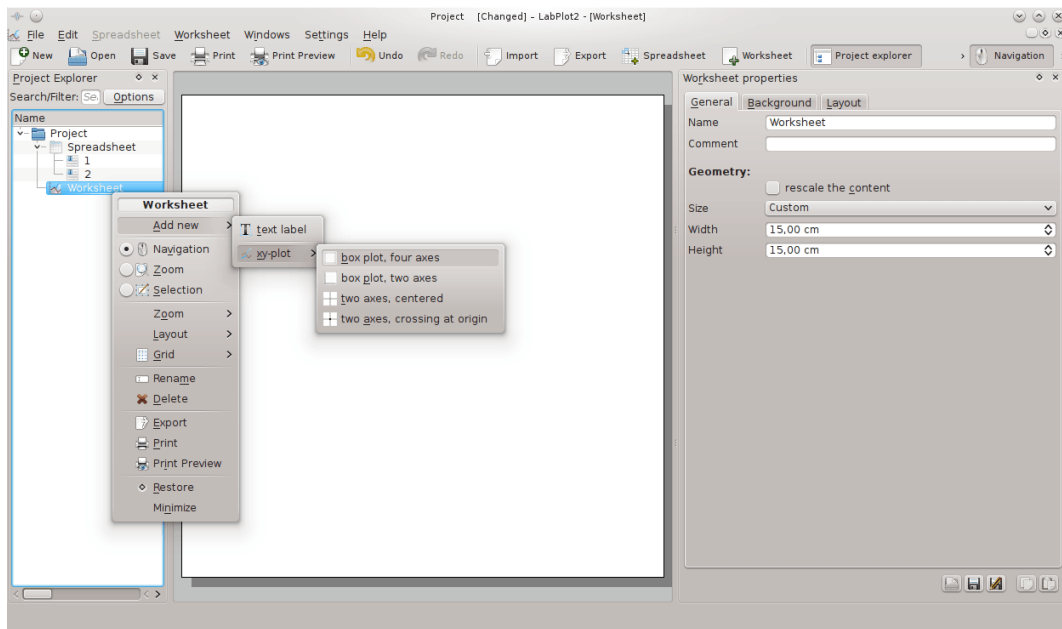 Project [Changed] – LabPlot2 - [Worksheet]
File Edit Spreadsheet Worksheet Windows Settings Help
New Open Save Print Print Preview Undo Redo Import Export Spreadsheet Worksheet Project explorer > Navigation
Project Explorer
Search/Filter: Se. Options
Name
Project
Spreadsheet
1
2
Worksheet
Worksheet
Add new >
Navigation
Zoom
Selection
Zoom >
Layout >
Grid >
Rename
Delete
Export
Print
Print Preview
Restore
Minimize
T text label
xy-plot >
box plot, four axes
box plot, two axes
two axes, centered
two axes, crossing at origin
Worksheet properties
General Background Layout
Name Worksheet
Comment
Geometry:
rescale the content
Size Custom
Width 15,00 cm
Height 15,00 cm